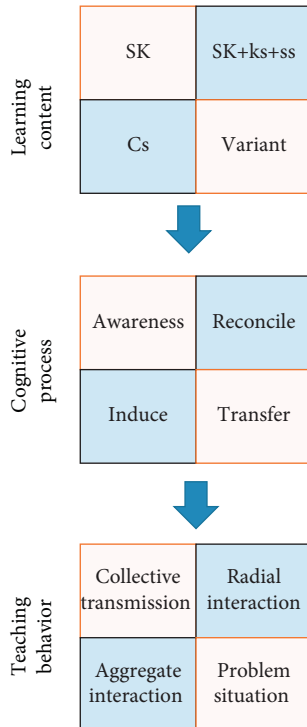 Learning
content
SK
SK+ks+ss
Cs
Variant
Cognitive
process
Awareness
Reconcile
Induce
Transfer
Teaching
behavior
Collective
transmission
Radial
interaction
Aggregate
interaction
Problem
situation